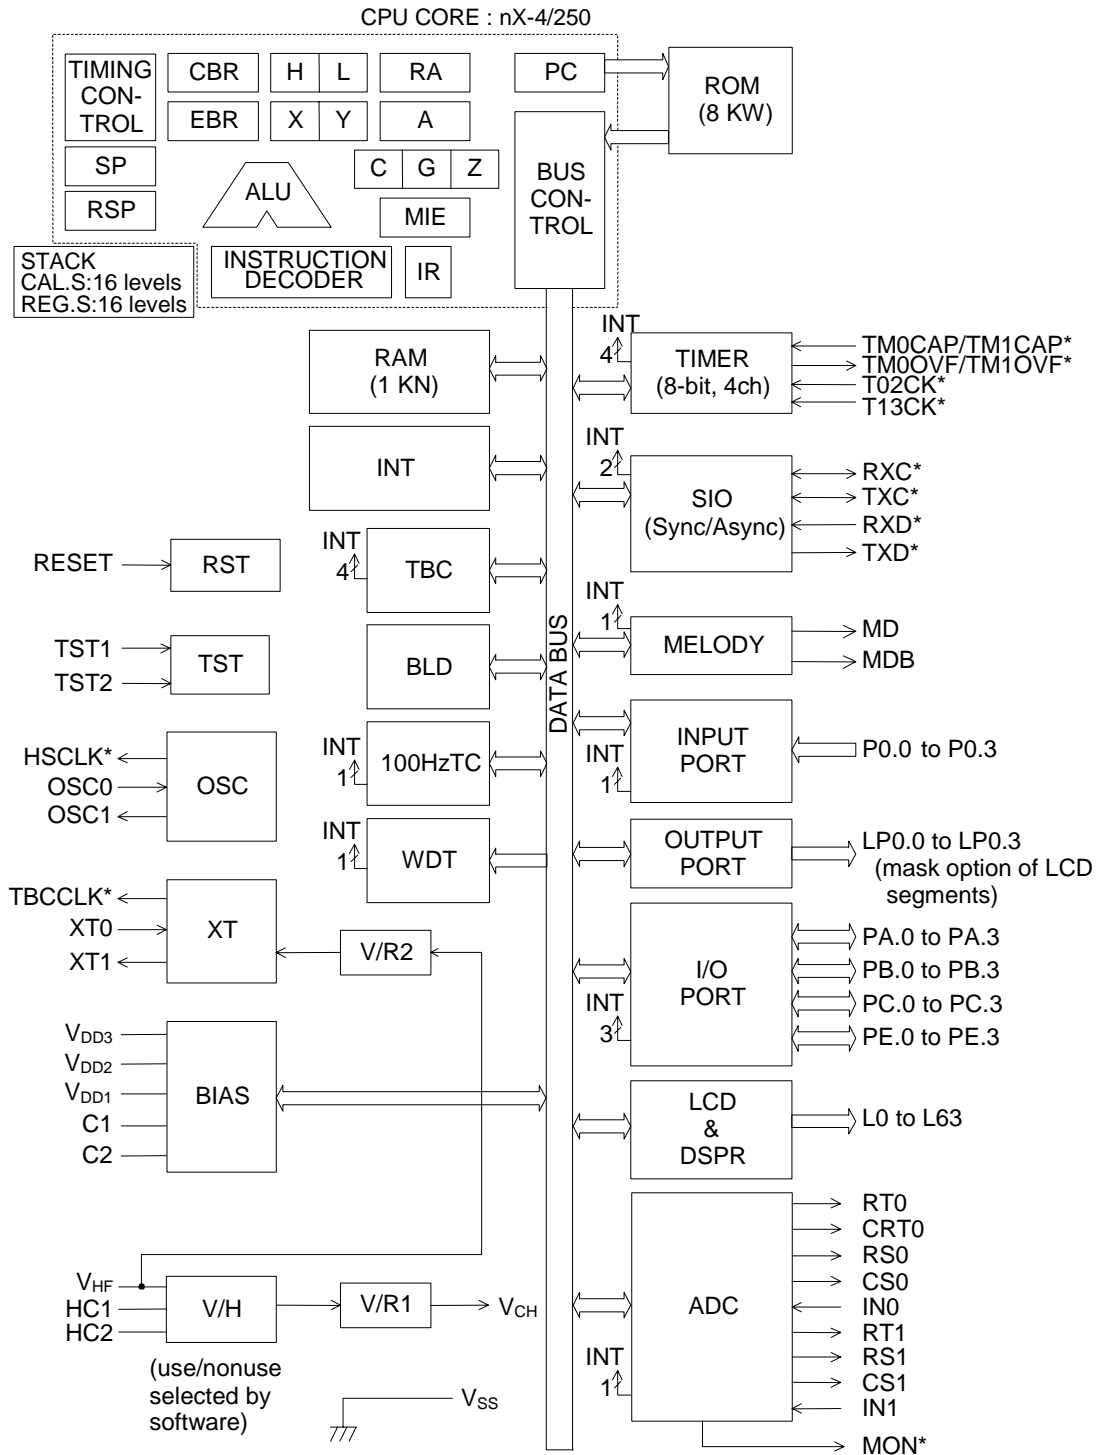 CPU CORE : nX-4/250
TIMING
CON-
TROL
CBR
H
L
RA
PC
ROM
(8 KW)
EBR
X
Y
A
SP
C
G
Z
BUS
CON-
TROL
RSP
ALU
MIE
STACK
CAL.S:16 levels
REG.S:16 levels
INSTRUCTION
DECODER
IR
RAM
(1 KN)
INT
4
TIMER
(8-bit, 4ch)
TM0CAP/TM1CAP*
TM0OVF/TM1OVF*
T02CK*
T13CK*
INT
INT
2
SIO
(Sync/Async)
RXC*
TXC*
RXD*
TXD*
RESET
RST
INT
4
TBC
DATA BUS
INT
1
MELODY
MD
MDB
TST1
TST2
TST
BLD
INPUT
PORT
INT
1
P0.0 to P0.3
HSCLK*
OSC0
OSC1
OSC
INT
1
100HzTC
INT
1
WDT
OUTPUT
PORT
LP0.0 to LP0.3
(mask option of LCD
segments)
TBCCLK*
XT0
XT1
XT
V/R2
I/O
PORT
INT
3
PA.0 to PA.3
PB.0 to PB.3
PC.0 to PC.3
PE.0 to PE.3
VDD3
VDD2
VDD1
C1
C2
BIAS
LCD
&
DSPR
L0 to L63
VHF
HC1
HC2
V/H
V/R1
VCH
(use/nonuse
selected by
software)
VSS
ADC
INT
1
RT0
CRT0
RS0
CS0
IN0
RT1
RS1
CS1
IN1
MON*